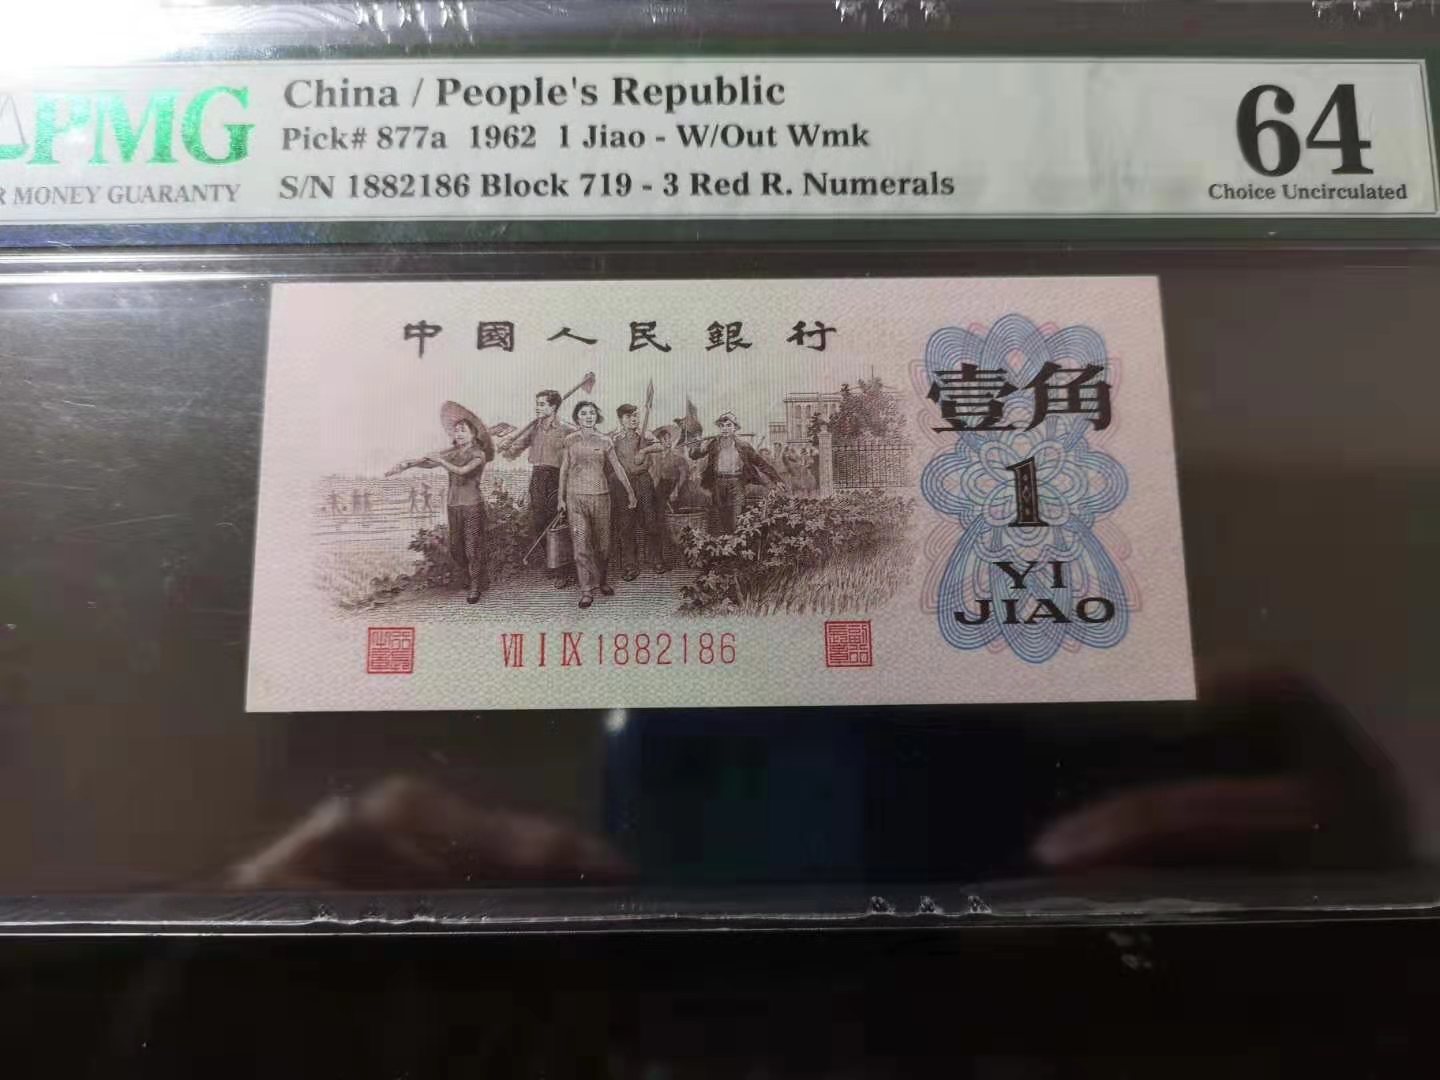 PMG
China / People's Republic
Pick# 877a 1962 1 Jiao - W/Out Wmk
S/N 1882186 Block 719 - 3 Red R. Numerals
MONEY GUARANTY
64
Choice Uncirculated
中國人民銀行
壹角
1
YI
JIAO
Ⅶ Ⅰ Ⅸ 1882186